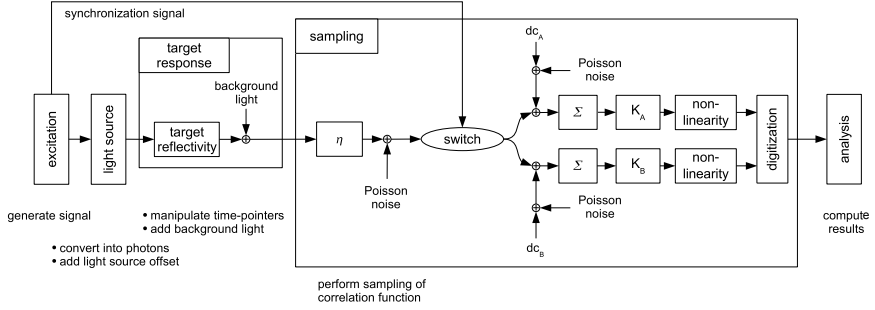 synchronization signal
excitation
light source
target
response
background
light
target
reflectivity
sampling
η
Poisson
noise
switch
dc_A
Poisson
noise
Σ
K_A
non-
linearity
Σ
K_B
non-
linearity
Poisson
noise
dc_B
digitization
analysis
generate signal
• convert into photons
• add light source offset
• manipulate time-pointers
• add background light
perform sampling of
correlation function
compute
results